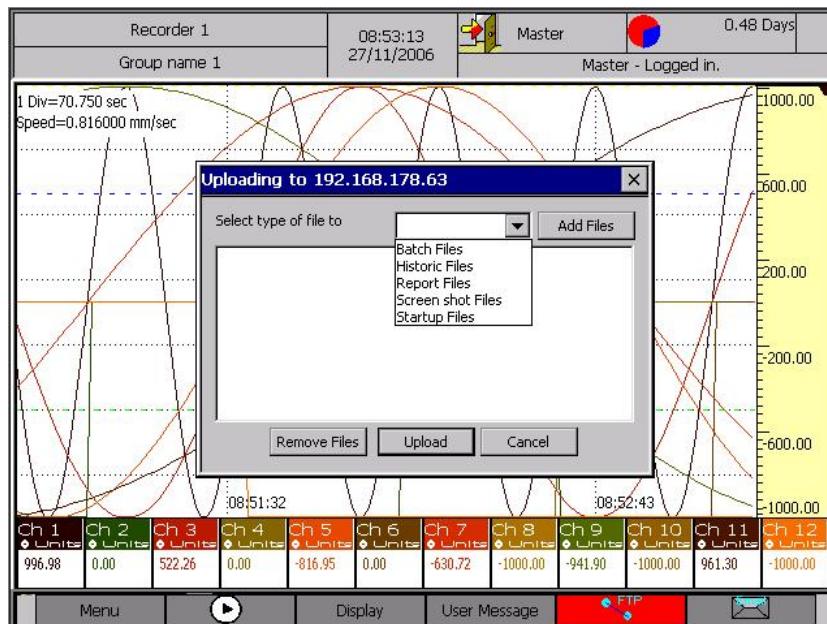 Recorder 1
Group name 1
08:53:13
27/11/2006
Master
0.48 Days
Master - Logged in.
1 Div=70.750 sec
Speed=0.816000 mm/sec
1000.00
600.00
200.00
-200.00
-600.00
-1000.00
Uploading to 192.168.178.63
Select type of file to
Add Files
Batch Files
Historic Files
Report Files
Screen shot Files
Startup Files
Remove Files Upload Cancel
08:51:32 08:52:43
Ch 1 Ch 2 Ch 3 Ch 4 Ch 5 Ch 6 Ch 7 Ch 8 Ch 9 Ch 10 Ch 11 Ch 12
Units Units Units Units Units Units Units Units Units Units Units Units
996.98 0.00 522.26 0.00 -816.95 0.00 -630.72 -1000.00 -941.90 -1000.00 961.30 -1000.00
Menu Display User Message FTP